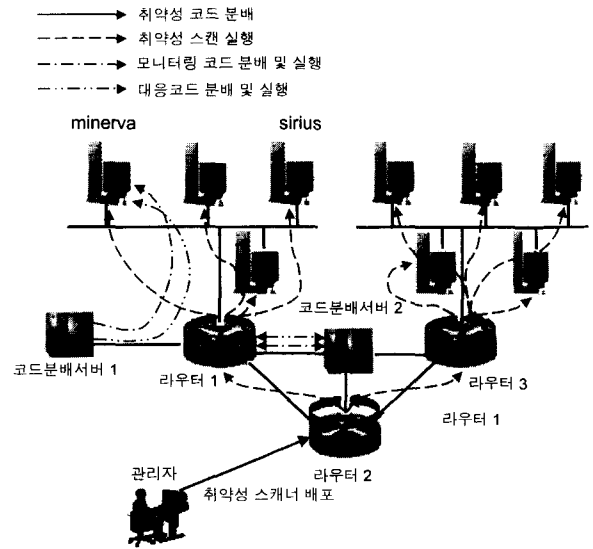 취약성 코드 분배
취약성 스캔 실행
모니터링 코드 분배 및 실행
대응코드 분배 및 실행
minerva
sirius
코드분배서버 2
코드분배서버 1
라우터 1
라우터 3
라우터 1
라우터 2
관리자
취약성 스캐너 배포